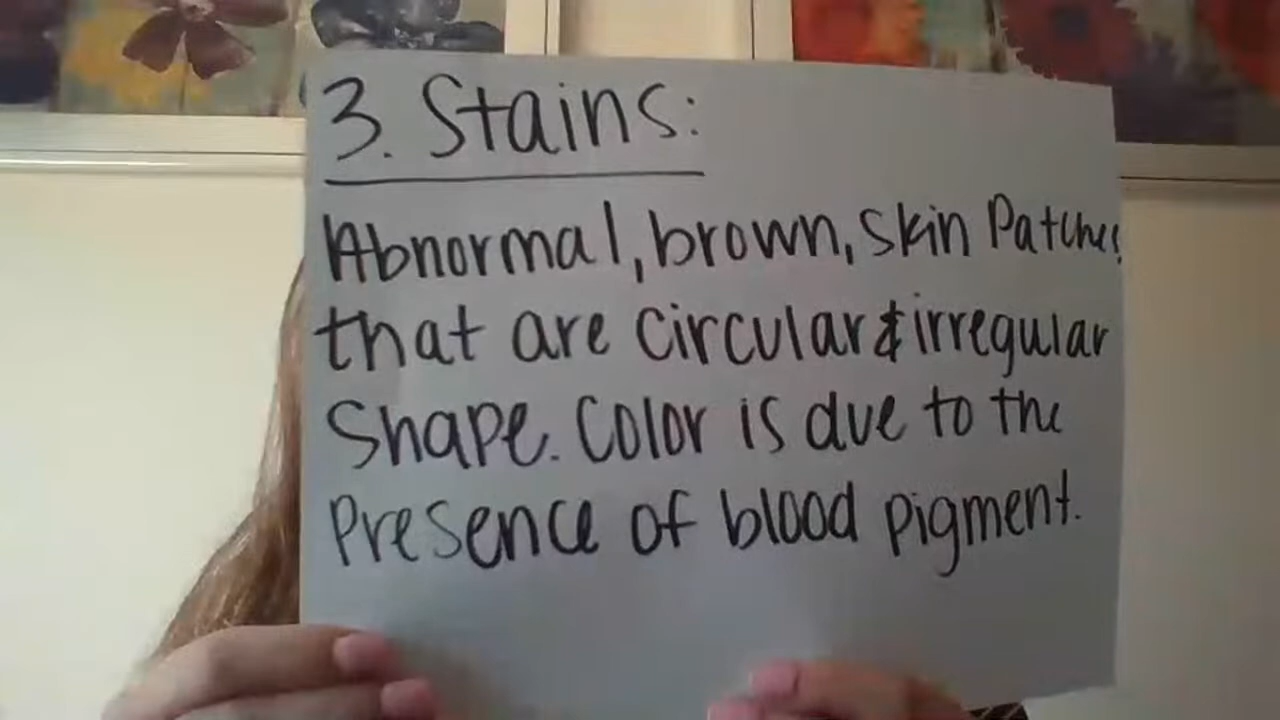 3. Stains:
Abnormal, brown, skin Patches
that are circular & irregular
Shape. Color is due to the
Presence of blood pigment.